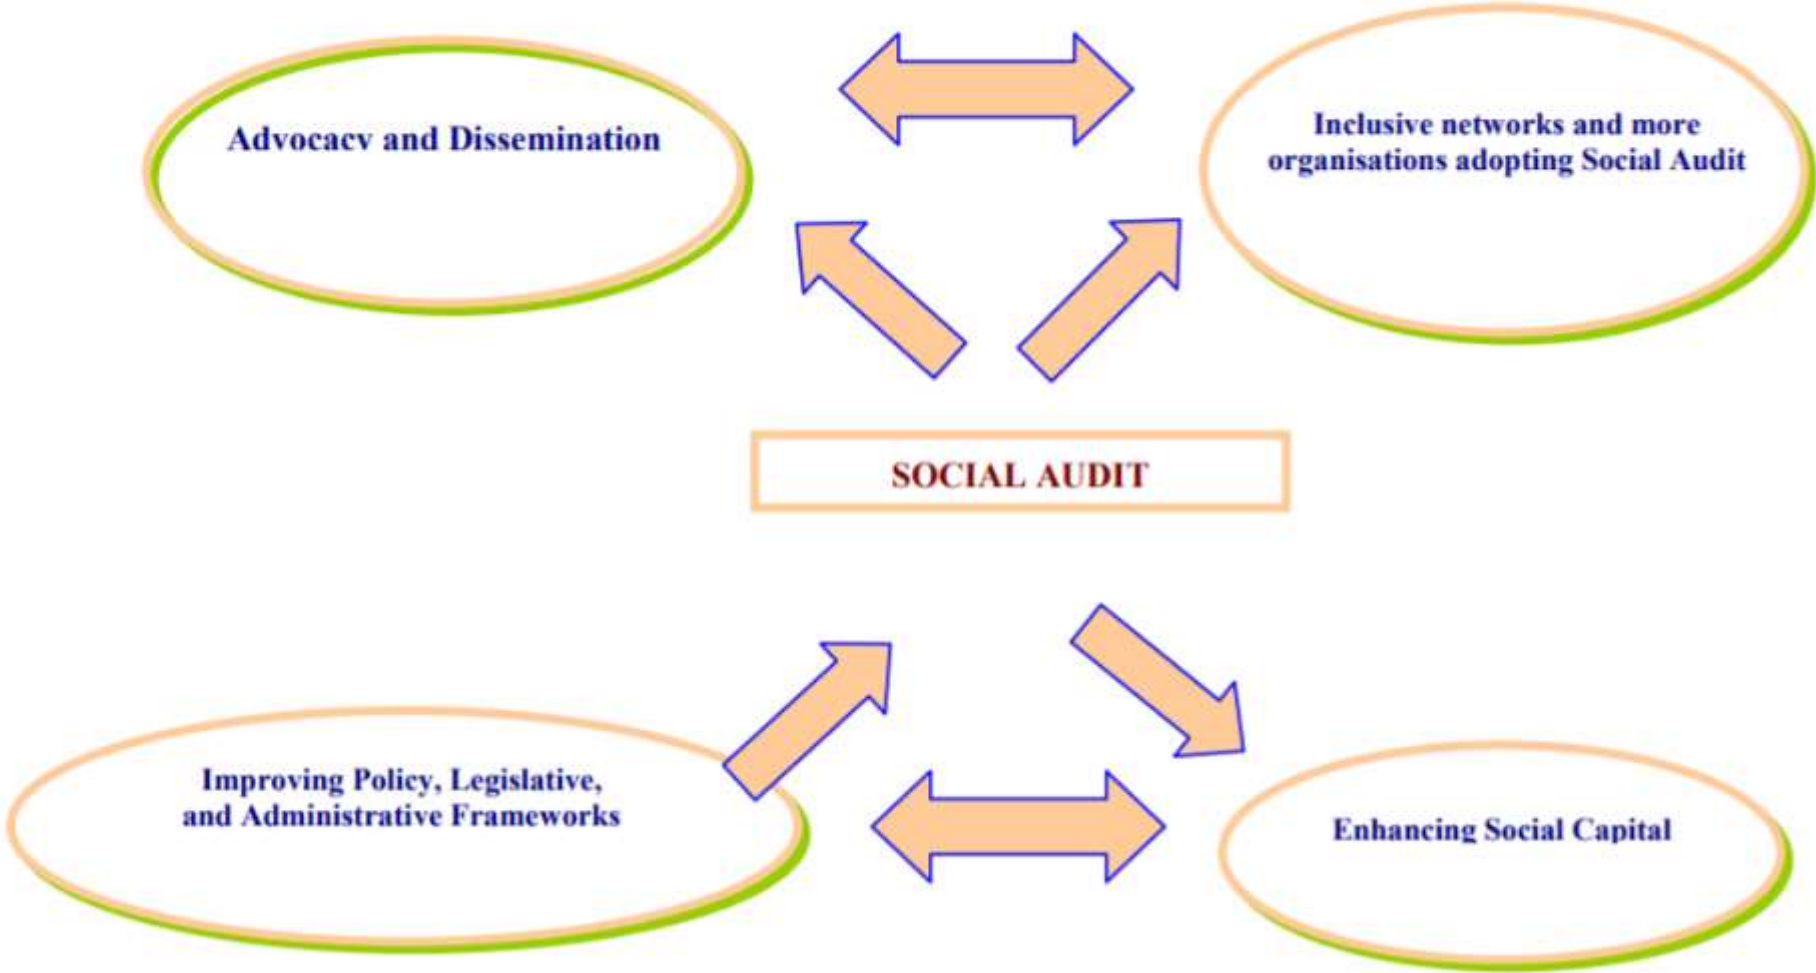 Advocacy and Dissemination
Inclusive networks and more
organisations adopting Social Audit
SOCIAL AUDIT
Improving Policy, Legislative,
and Administrative Frameworks
Enhancing Social Capital